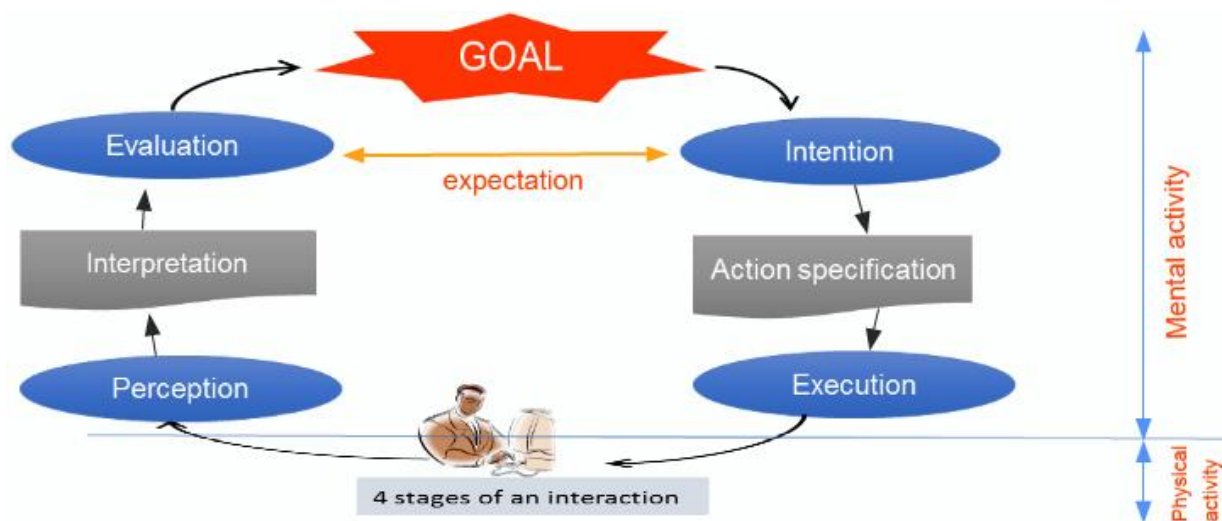 GOAL
Evaluation
Intention
expectation
Interpretation
Action specification
Perception
Execution
4 stages of an interaction
Mental activity
Physical
activity